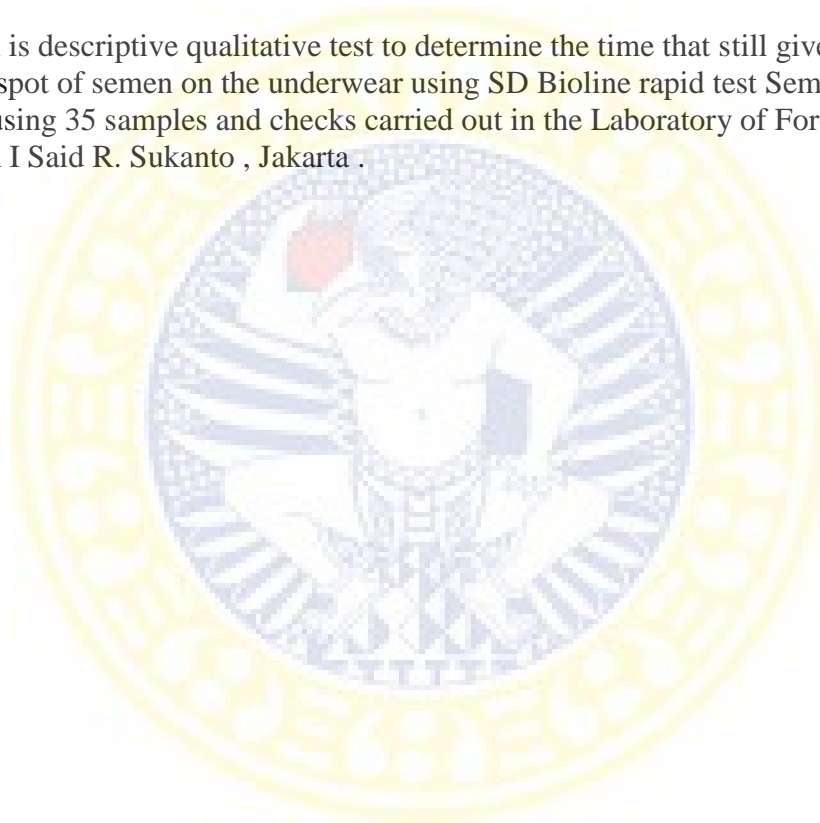 is descriptive qualitative test to determine the time that still give
spot of semen on the underwear using SD Bioline rapid test Sem
using 35 samples and checks carried out in the Laboratory of For
I Said R. Sukanto , Jakarta .